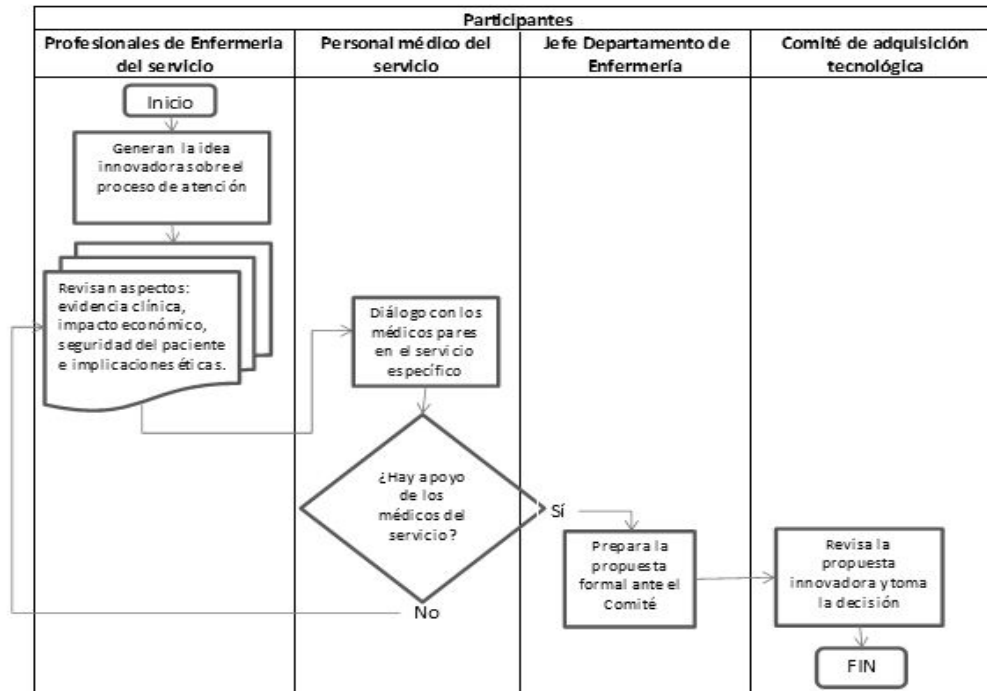 Participantes
Profesionales de Enfermeria
del servicio
Personal médico del
servicio
Jefe Departamento de
Enfermería
Comité de adquisición
tecnológica
Inicio
Generan la idea
innovadora sobre el
proceso de atención
Revisan aspectos:
evidencia clínica,
impacto económico,
seguridad del paciente
e implicaciones éticas.
Diálogo con los
médicos pares
en el servicio
específico
¿Hay apoyo
de los
médicos del
servicio?
Sí
No
Prepara la
propuesta
formal ante el
Comité
Revisa la
propuesta
innovadora y toma
la decisión
FIN